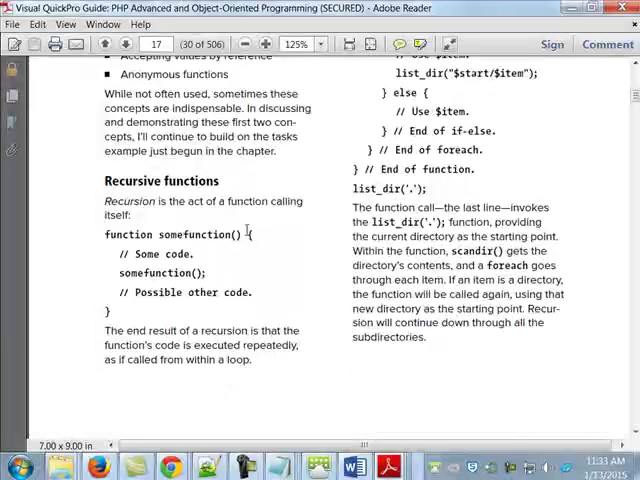 Visual QuickPro Guide: PHP Advanced and Object-Oriented Programming (SECURED) - Adobe Reader
File Edit View Window Help
17 (30 of 506) 125% Sign Comment
Accepting values by reference
■ Anonymous functions
While not often used, sometimes these
concepts are indispensable. In discussing
and demonstrating these first two con-
cepts, I'll continue to build on the tasks
example just begun in the chapter.
Recursive functions
Recursion is the act of a function calling
itself:
function somefunction() {
// Some code.
somefunction();
// Possible other code.
}
The end result of a recursion is that the
function's code is executed repeatedly,
as if called from within a loop.
// Use $item.
list_dir("$start/$item");
} else {
// Use $item.
} // End of if-else.
} // End of foreach.
} // End of function.
list_dir('.');
The function call—the last line—invokes
the list_dir('.'); function, providing
the current directory as the starting point.
Within the function, scandir() gets the
directory's contents, and a foreach goes
through each item. If an item is a directory,
the function will be called again, using that
new directory as the starting point. Recur-
sion will continue down through all the
subdirectories.
7.00 x 9.00 in
11:33 AM
1/13/2015